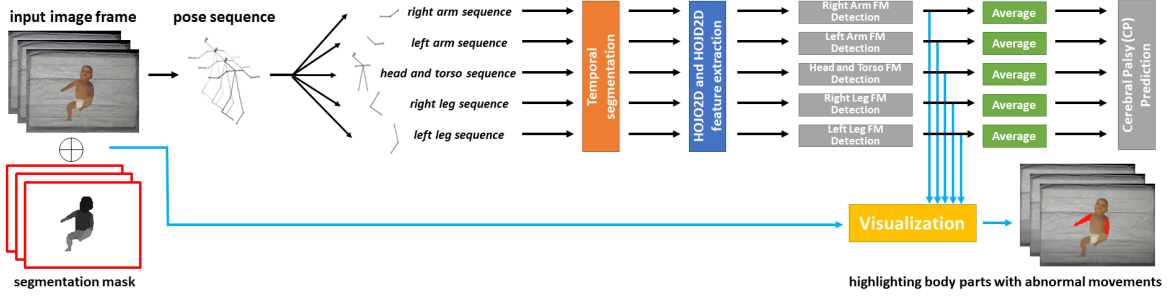 input image frame
pose sequence
right arm sequence
left arm sequence
head and torso sequence
right leg sequence
left leg sequence
Temporal
segmentation
HOJO2D and HOJD2D
feature extraction
Right Arm FM
Detection
Left Arm FM
Detection
Head and Torso FM
Detection
Right Leg FM
Detection
Left Leg FM
Detection
Average
Average
Average
Average
Average
Cerebral Palsy (CP)
Prediction
Visualization
segmentation mask
highlighting body parts with abnormal movements